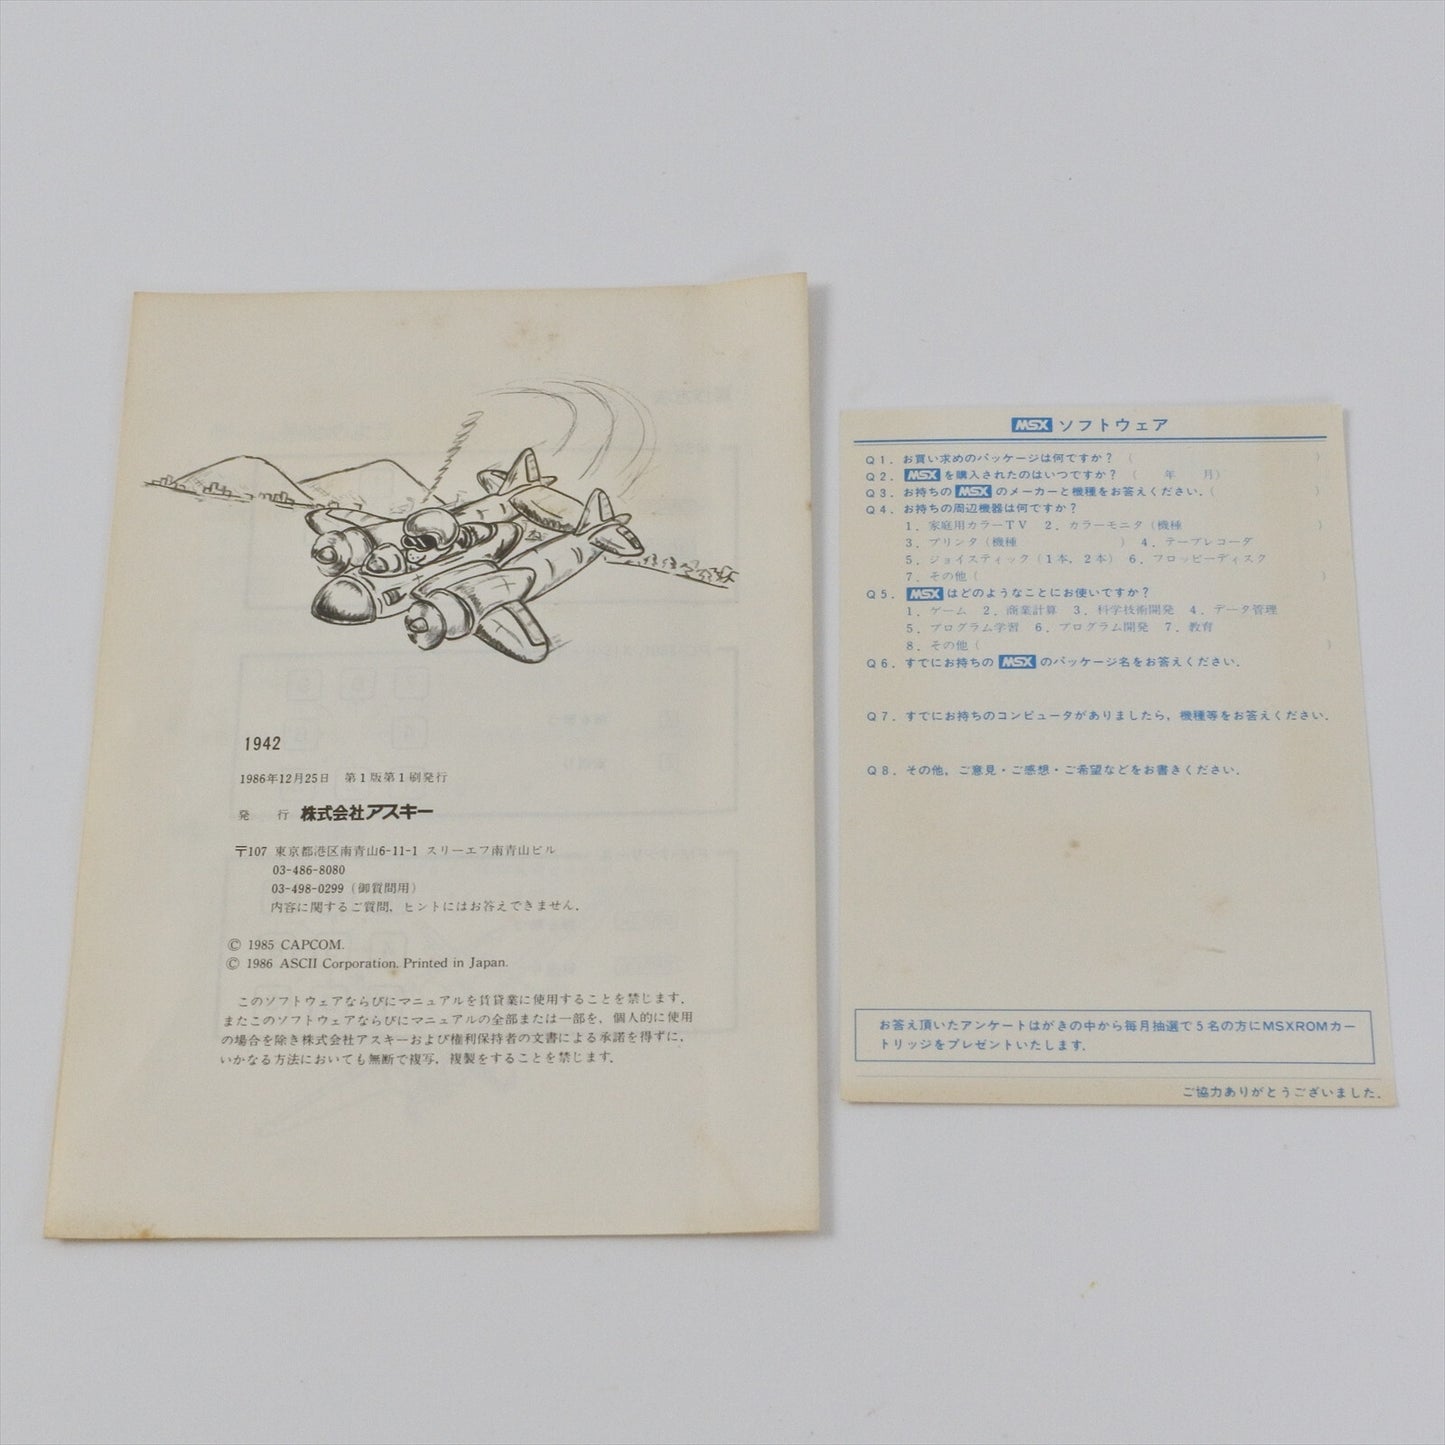 1942
1986年12月25日 第1版第1刷発行
発 行 株式会社アスキー
〒107 東京都港区南青山6-11-1 スリーエフ南青山ビル
03-486-8080
03-498-0299（御質問用）
内容に関するご質問，ヒントにはお答えできません．
© 1985 CAPCOM.
© 1986 ASCII Corporation. Printed in Japan.
このソフトウェアならびにマニュアルを賃貸業に使用することを禁じます．
またこのソフトウェアならびにマニュアルの全部または一部を，個人的に使用
の場合を除き株式会社アスキーおよび権利保持者の文書による承諾を得ずに，
いかなる方法においても無断で複写，複製をすることを禁じます．
MSX ソフトウェア
Q1．お買い求めのパッケージは何ですか？（ ）
Q2．MSX を購入されたのはいつですか？（ 年 月）
Q3．お持ちの MSX のメーカーと機種をお答えください．（ ）
Q4．お持ちの周辺機器は何ですか？
1．家庭用カラーTV 2．カラーモニタ（機種 ）
3．プリンタ（機種 ） 4．テープレコーダ
5．ジョイスティック（1本，2本） 6．フロッピーディスク
7．その他（ ）
Q5．MSX はどのようなことにお使いですか？
1．ゲーム 2．商業計算 3．科学技術開発 4．データ管理
5．プログラム学習 6．プログラム開発 7．教育
8．その他（ ）
Q6．すでにお持ちの MSX のパッケージ名をお答えください．
Q7．すでにお持ちのコンピュータがありましたら，機種等をお答えください．
Q8．その他，ご意見・ご感想・ご希望などをお書きください．
お答え頂いたアンケートはがきの中から毎月抽選で5名の方にMSXROMカー
トリッジをプレゼントいたします．
ご協力ありがとうございました．